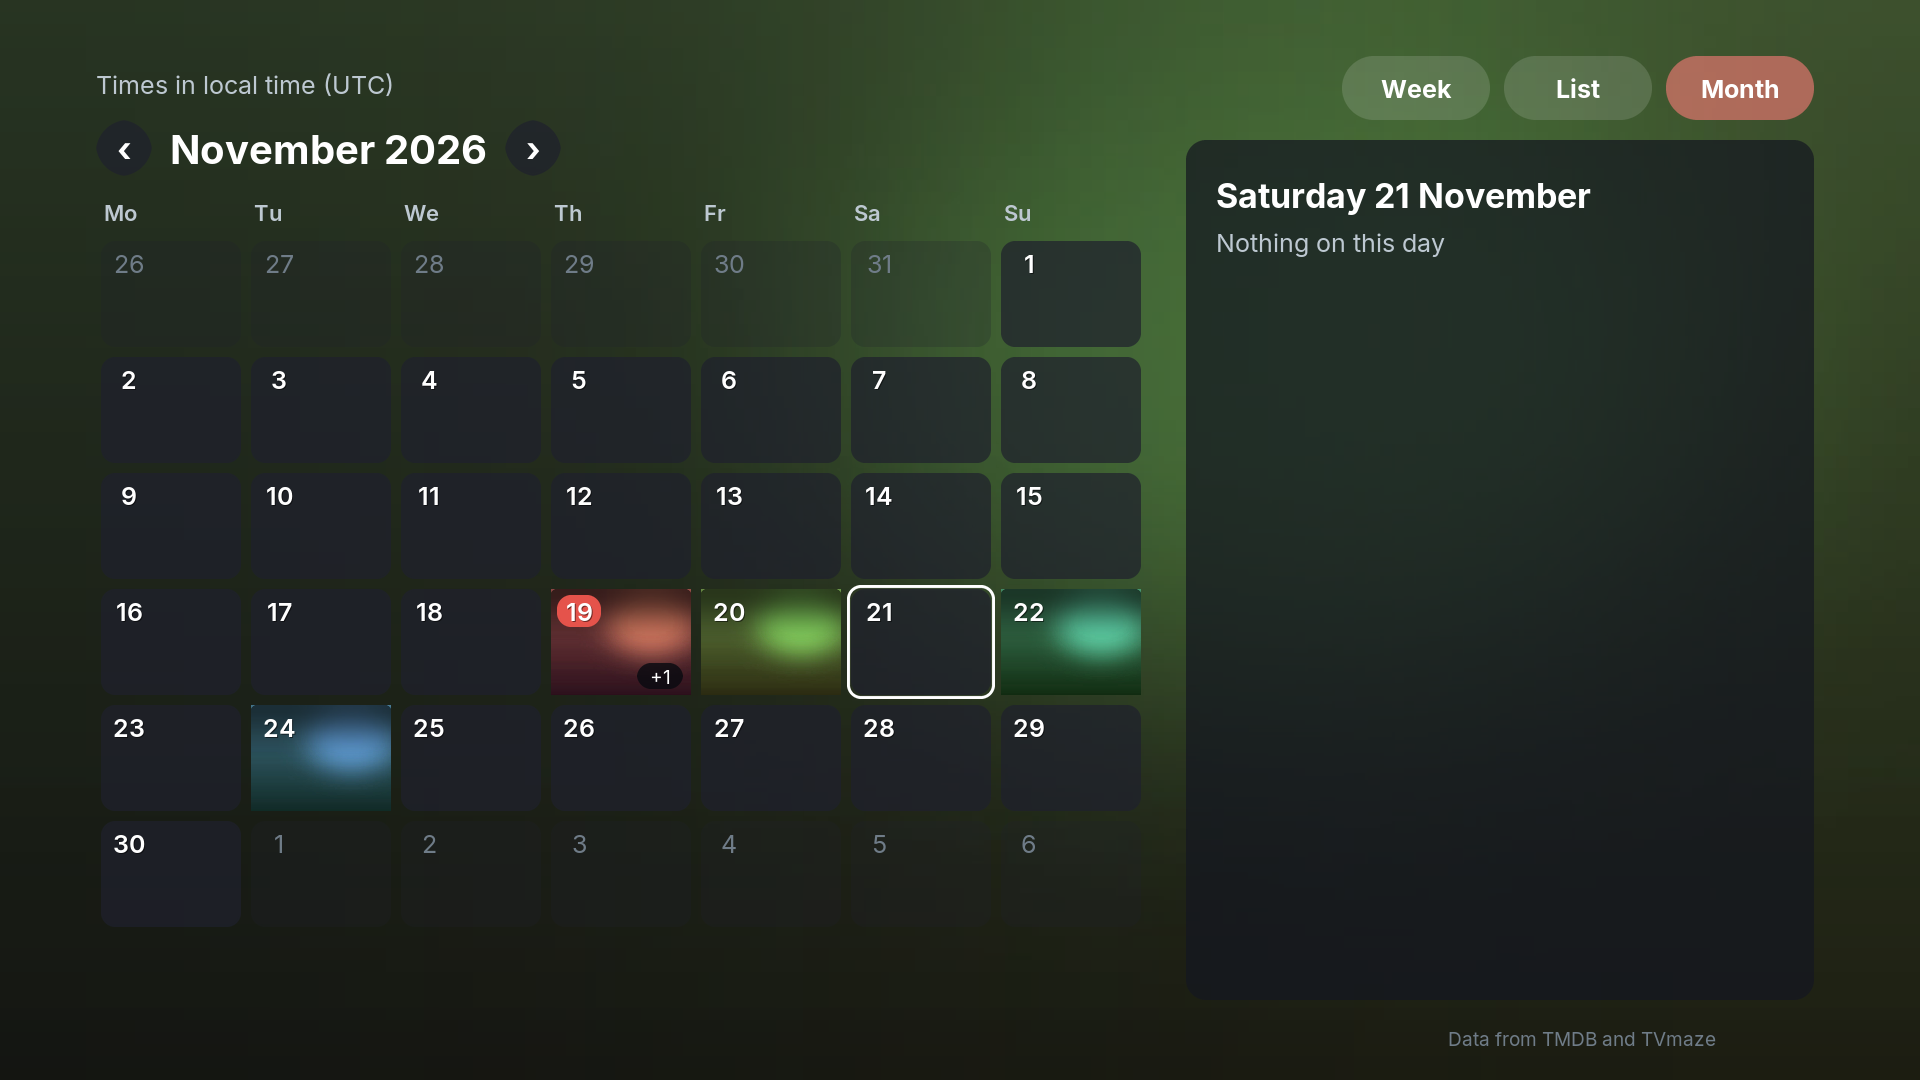 Times in local time (UTC)
‹ November 2026 ›
Week List Month
Mo Tu We Th Fr Sa Su
26 27 28 29 30 31 1
2 3 4 5 6 7 8
9 10 11 12 13 14 15
16 17 18 19 20 21 22
+1
23 24 25 26 27 28 29
30 1 2 3 4 5 6
Saturday 21 November
Nothing on this day
Data from TMDB and TVmaze